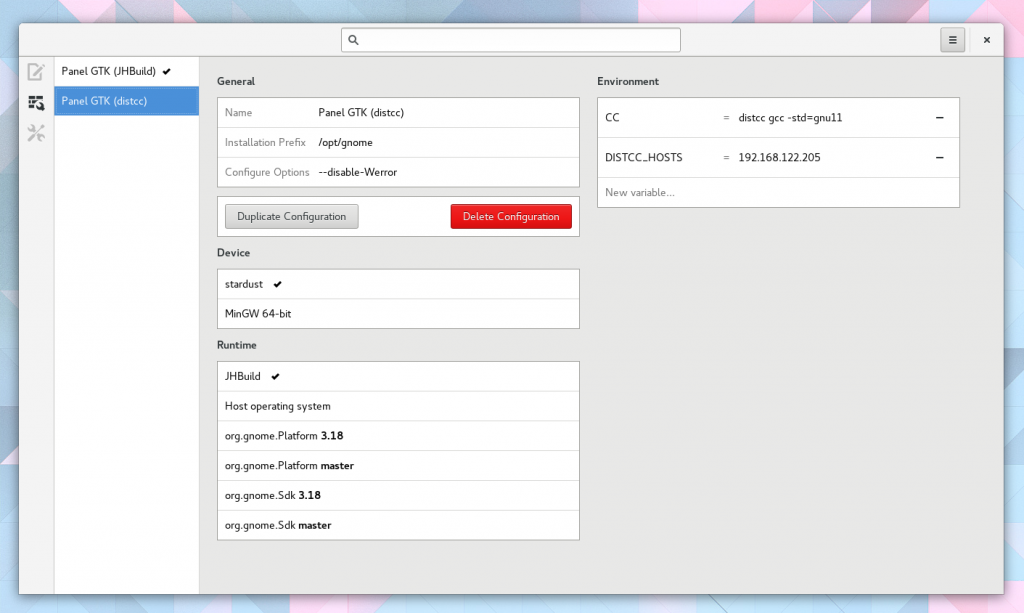 Panel GTK (JHBuild)
Panel GTK (distcc)
General
Name Panel GTK (distcc)
Installation Prefix /opt/gnome
Configure Options --disable-Werror
Duplicate Configuration Delete Configuration
Device
stardust
MinGW 64-bit
Runtime
JHBuild
Host operating system
org.gnome.Platform 3.18
org.gnome.Platform master
org.gnome.Sdk 3.18
org.gnome.Sdk master
Environment
CC = distcc gcc -std=gnu11
DISTCC_HOSTS = 192.168.122.205
New variable...